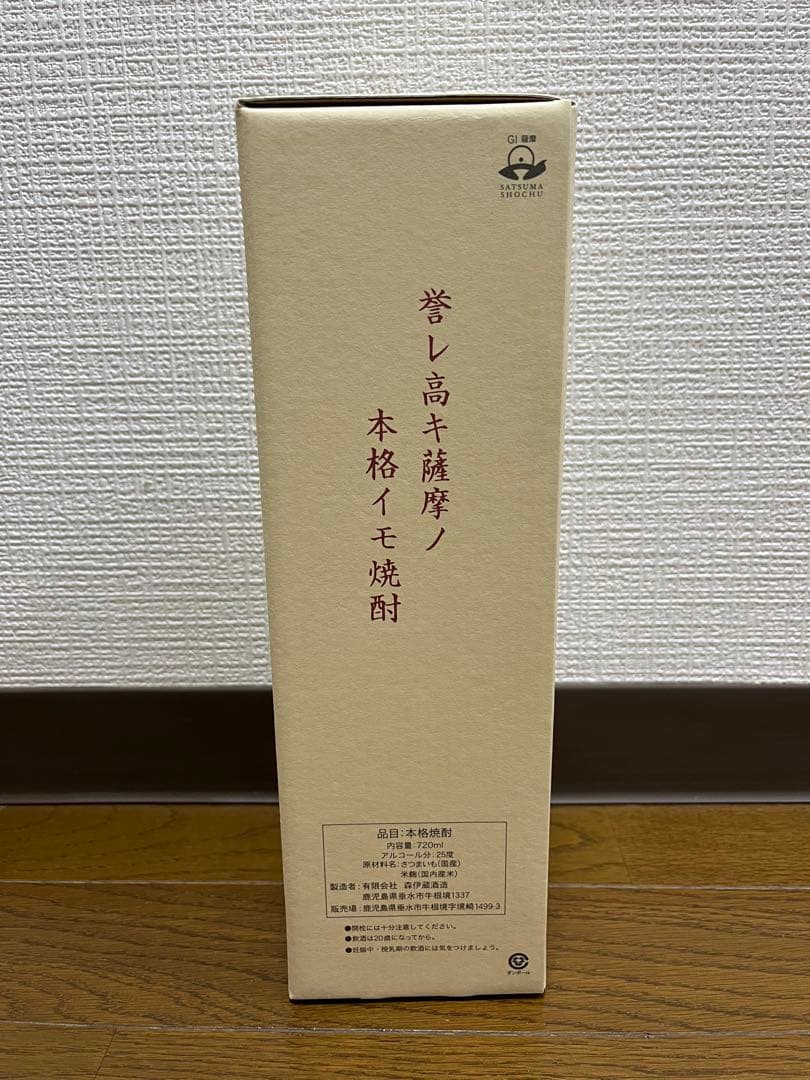 GI 薩摩
SATSUMA
SHOCHU
誉レ高キ薩摩ノ
本格イモ焼酎
品目：本格焼酎
内容量：720ml
アルコール分：25度
原材料名：さつまいも(国産)
米麹(国内産米)
製造者：有限会社 森伊蔵酒造
鹿児島県垂水市牛根境1337
販売場：鹿児島県垂水市牛根境字境崎1499-3
●開栓には十分注意してください。
●飲酒は20歳になってから。
●妊娠中・授乳期の飲酒には気をつけましょう。
ダンボール